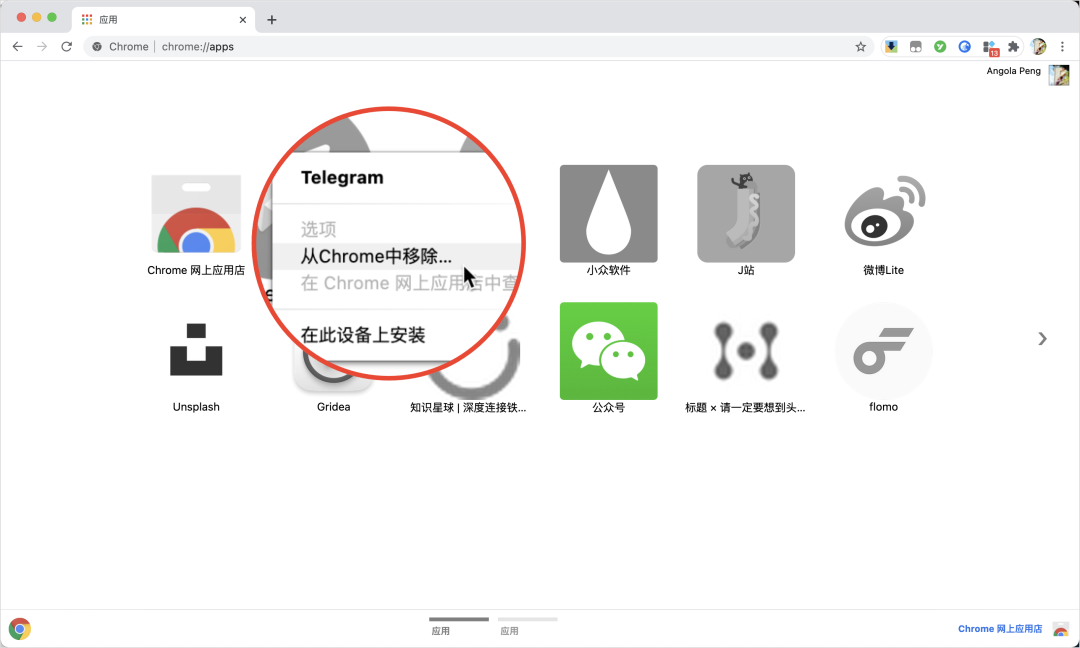 应用
Chrome
chrome://apps
13
Angola Peng
Telegram
选项
从Chrome中移除...
在 Chrome 网上应用店中查
在此设备上安装
Chrome 网上应用店
小众软件
J站
微博Lite
Unsplash
Gridea
知识星球 | 深度连接铁...
公众号
标题 × 请一定要想到头...
flomo
应用
应用
Chrome 网上应用店